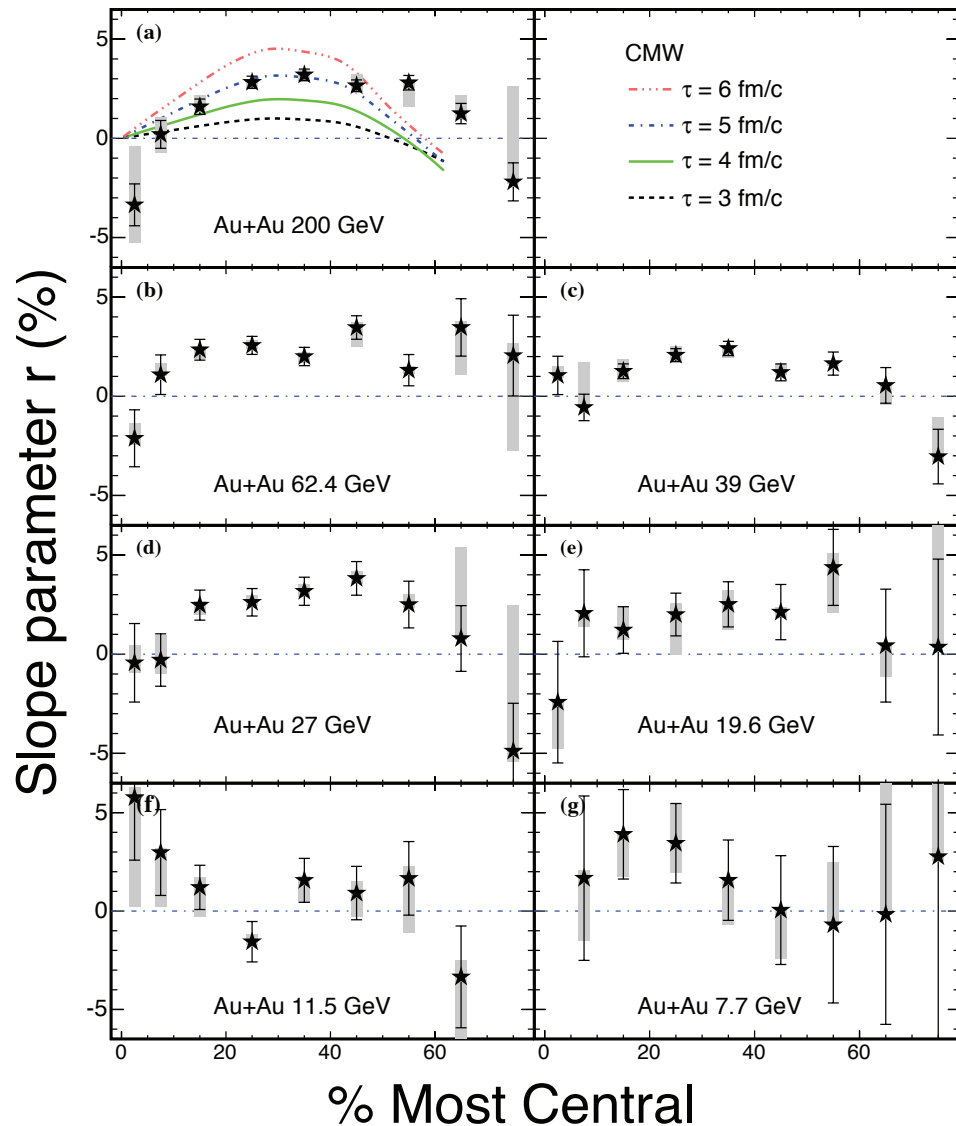 (a)
5
0
-5
Au+Au 200 GeV
CMW
τ = 6 fm/c
τ = 5 fm/c
τ = 4 fm/c
τ = 3 fm/c
(b)
5
0
-5
Au+Au 62.4 GeV
(c)
Au+Au 39 GeV
(d)
5
0
-5
Au+Au 27 GeV
(e)
Au+Au 19.6 GeV
(f)
5
0
-5
Au+Au 11.5 GeV
(g)
Au+Au 7.7 GeV
0 20 40 60 0 20 40 60
Slope parameter r (%)
% Most Central